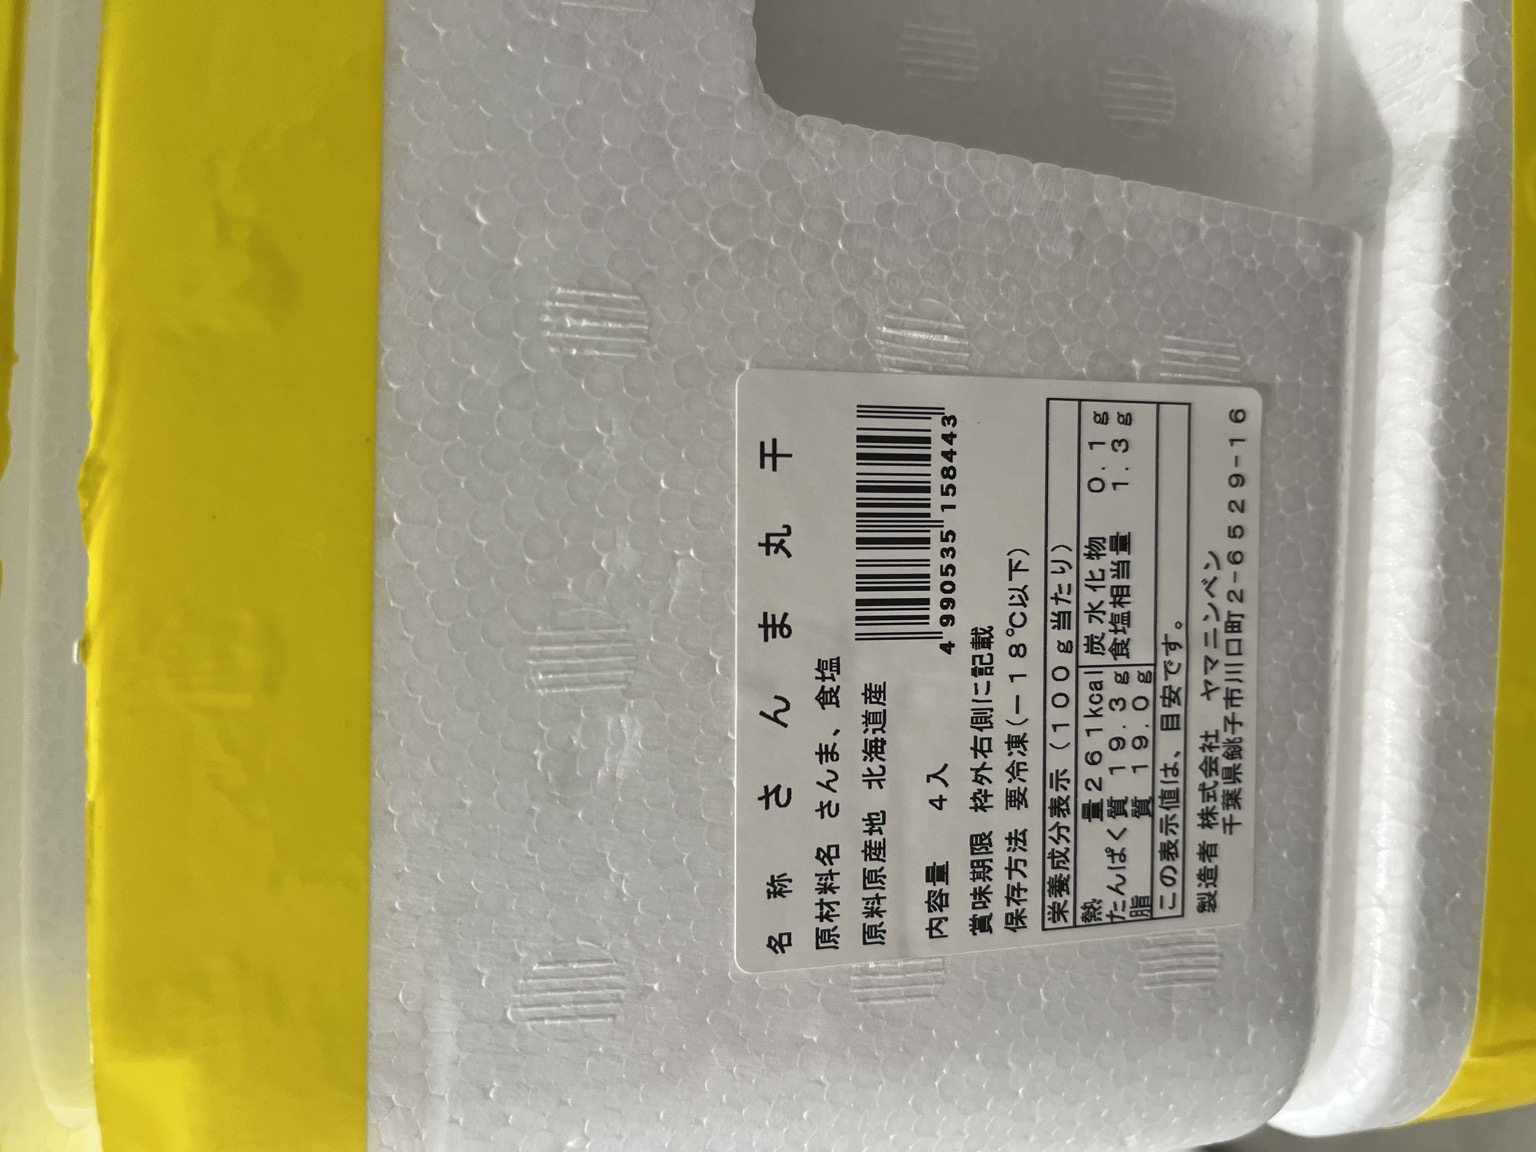 名称 さんま丸干
原材料名 さんま、食塩
原料原産地 北海道産
内容量 4入
4990535158443
賞味期限 枠外右側に記載
保存方法 要冷凍(－18℃以下)
栄養成分表示(100g当たり)
熱量261kcal 炭水化物 0.1g
たんぱく質19.3g 食塩相当量 1.3g
脂質 19.0g
この表示値は、目安です。
製造者 株式会社 ヤマニンベン
千葉県銚子市川口町2-6529-16